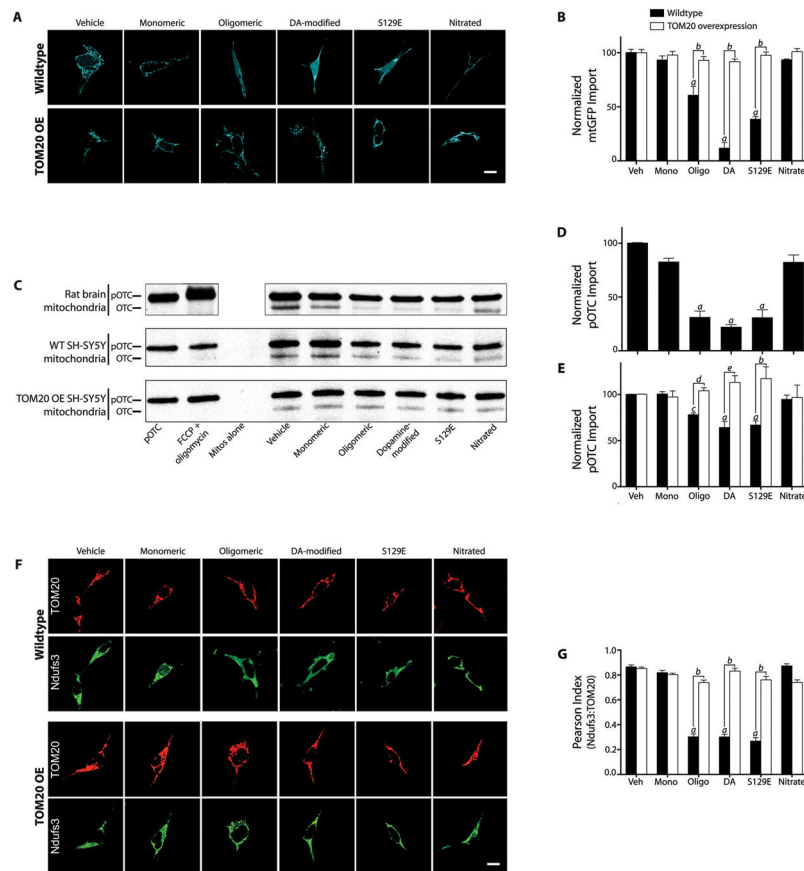 A
Vehicle Monomeric Oligomeric DA-modified S129E Nitrated
Wildtype
TOM20 OE
B
Wildtype
TOM20 overexpression
Normalized
mtGFP Import
100
50
0
a b a b a b
Veh Mono Oligo DA S129E Nitrated
C
Rat brain pOTC
mitochondria OTC
WT SH-SY5Y pOTC
mitochondria OTC
TOM20 OE SH-SY5Y pOTC
mitochondria OTC
pOTC
FCCP +
oligomycin
Mitos alone
Vehicle
Monomeric
Oligomeric
Dopamine-
modified
S129E
Nitrated
D
Normalized
pOTC Import
100
50
0
a a a
E
Normalized
pOTC Import
100
50
0
c d a e a b
Veh Mono Oligo DA S129E Nitrated
F
Vehicle Monomeric Oligomeric DA-modified S129E Nitrated
Wildtype
TOM20
Ndufs3
TOM20 OE
TOM20
Ndufs3
G
Pearson Index
(Ndufs3:TOM20)
1.0
0.8
0.6
0.4
0.2
0.0
a b a b a b
Veh Mono Oligo DA S129E Nitrated